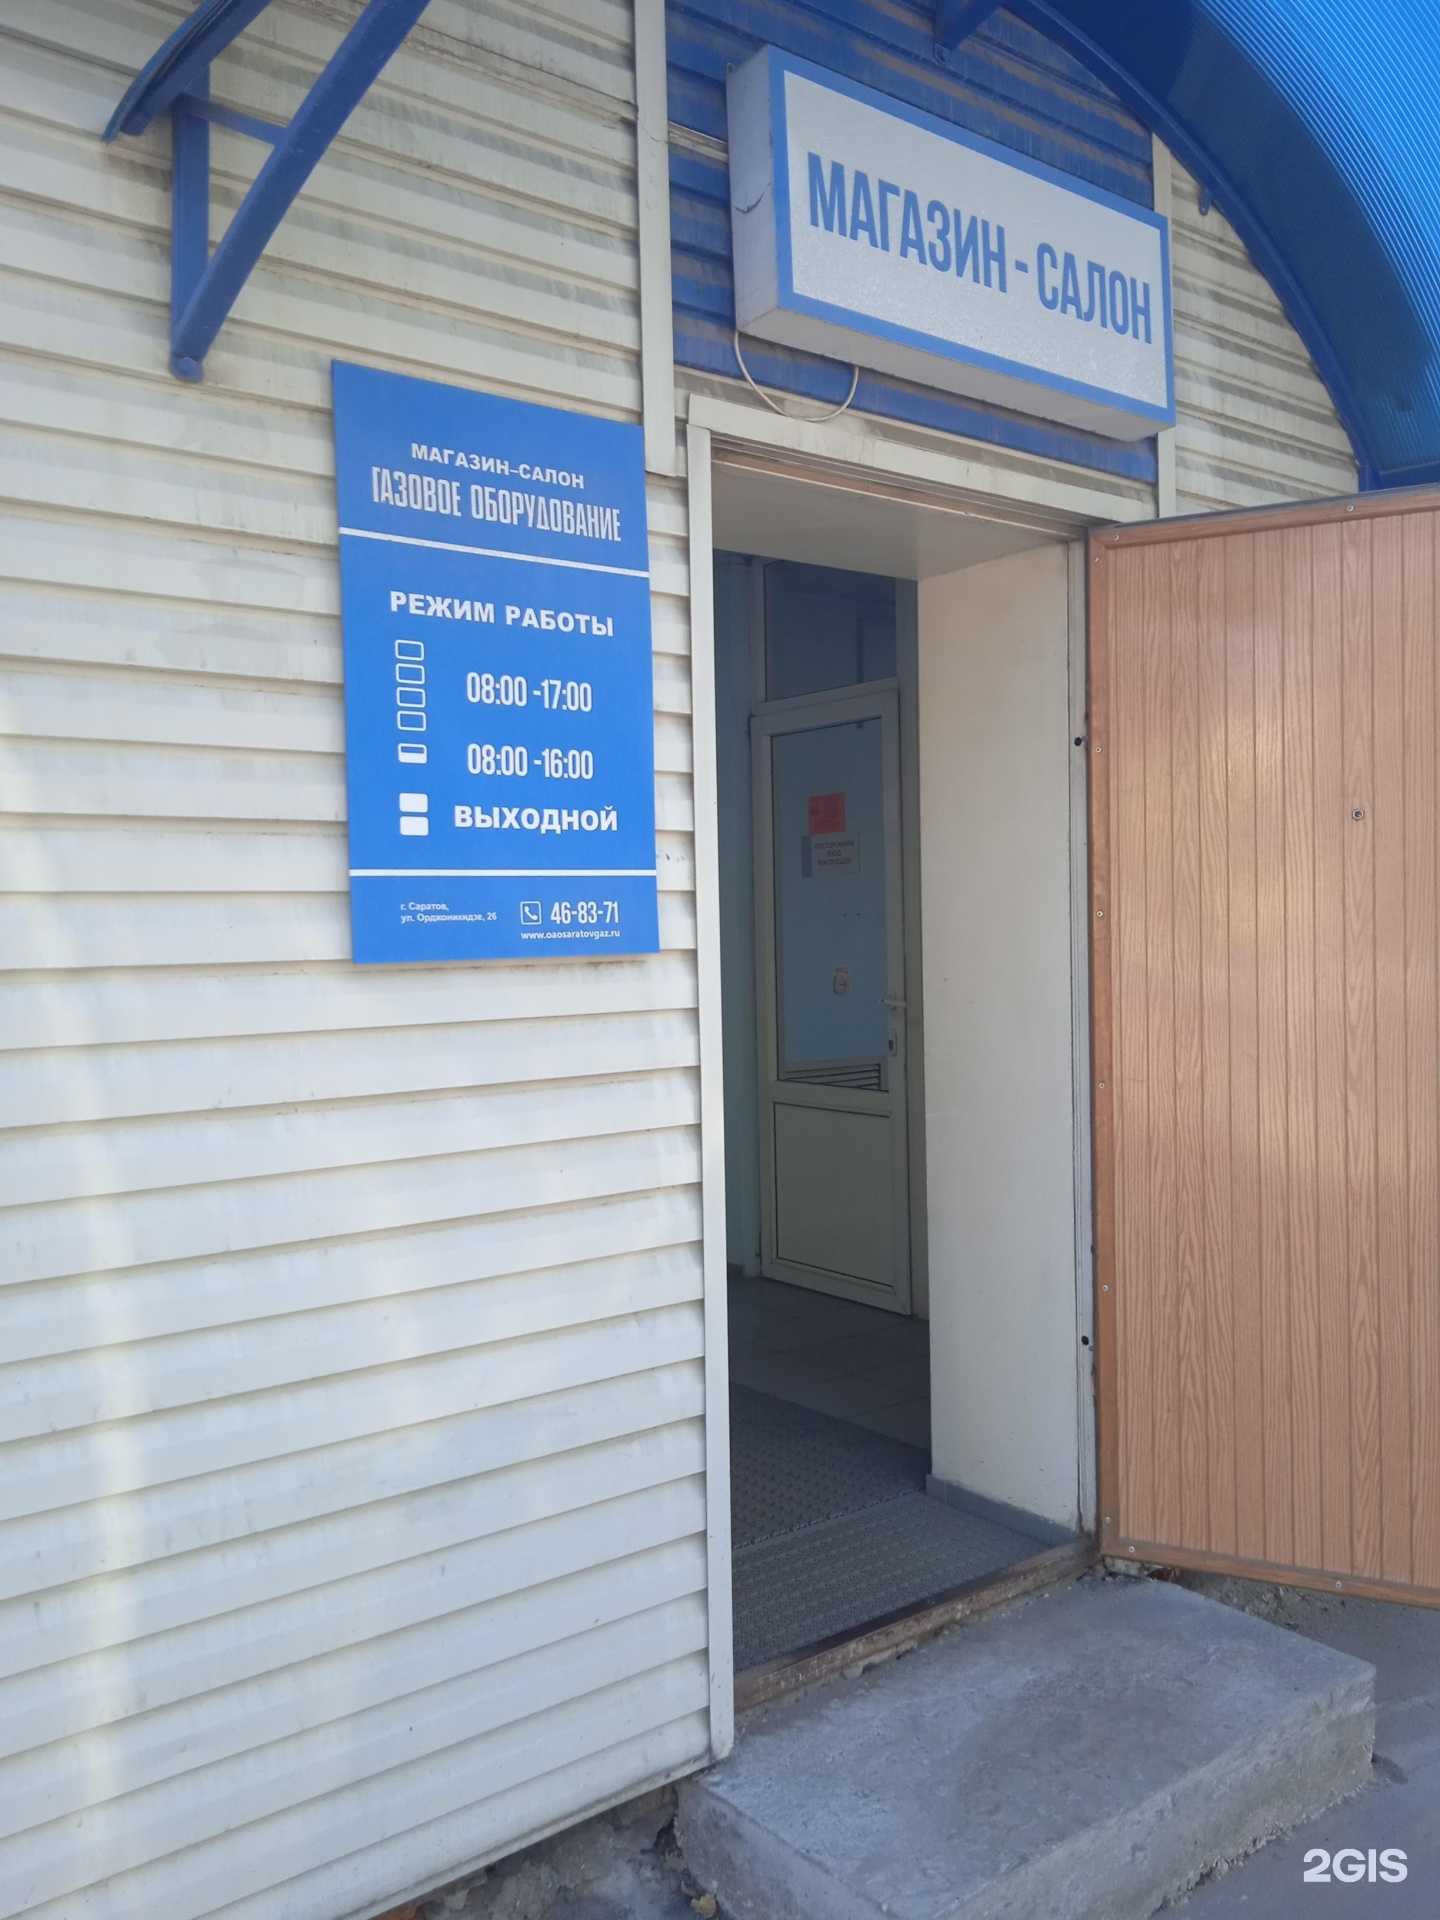 МАГАЗИН - САЛОН
МАГАЗИН-САЛОН
ГАЗОВОЕ ОБОРУДОВАНИЕ
РЕЖИМ РАБОТЫ
08:00 -17:00
08:00 -16:00
ВЫХОДНОЙ
г. Саратов,
ул. Орджоникидзе, 26
46-83-71
www.oaosaratovgaz.ru
2GIS